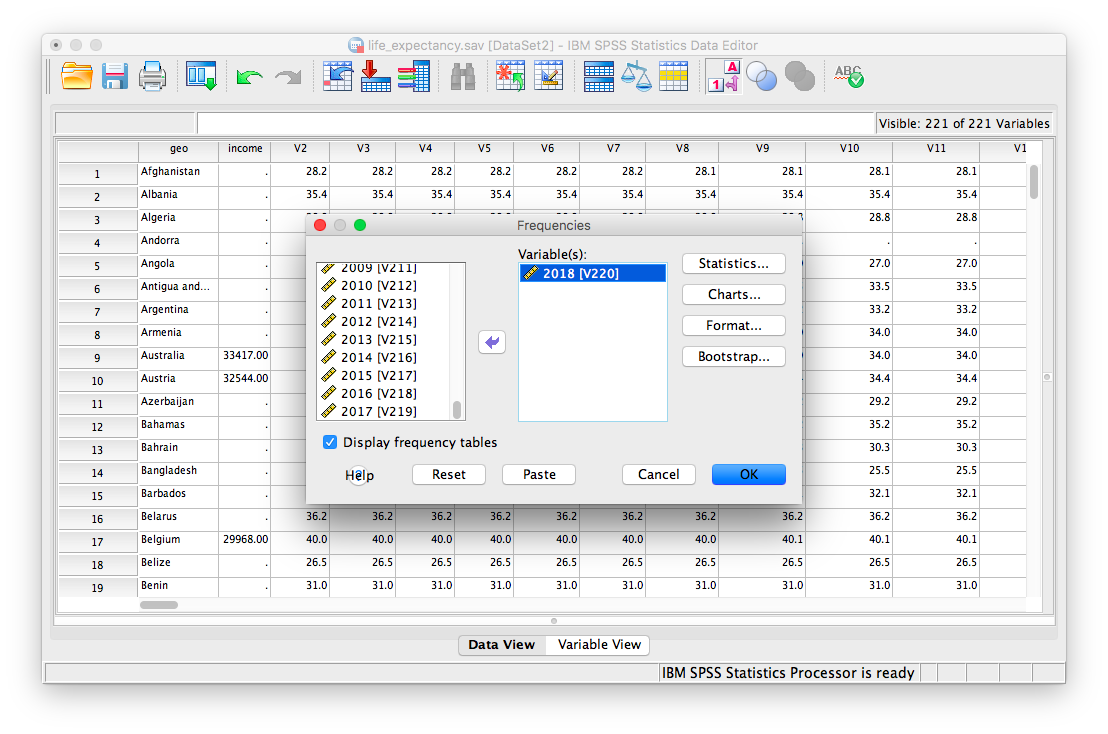 life_expectancy.sav [DataSet2] - IBM SPSS Statistics Data Editor
A
1
ABC
Visible: 221 of 221 Variables
geo income V2 V3 V4 V5 V6 V7 V8 V9 V10 V11 V1
1 Afghanistan . 28.2 28.2 28.2 28.2 28.2 28.2 28.1 28.1 28.1 28.1
2 Albania . 35.4 35.4 35.4 35.4 35.4 35.4 35.4 35.4 35.4 35.4
3 Algeria . 28.8 28.8
4 Andorra . . .
5 Angola . 27.0 27.0
6 Antigua and... . 33.5 33.5
7 Argentina . 33.2 33.2
8 Armenia . 34.0 34.0
9 Australia 33417.00 34.0 34.0
10 Austria 32544.00 34.4 34.4
11 Azerbaijan . 29.2 29.2
12 Bahamas . 35.2 35.2
13 Bahrain . 30.3 30.3
14 Bangladesh . 25.5 25.5
15 Barbados . 32.1 32.1
16 Belarus . 36.2 36.2 36.2 36.2 36.2 36.2 36.2 36.2 36.2 36.2
17 Belgium 29968.00 40.0 40.0 40.0 40.0 40.0 40.0 40.0 40.1 40.1 40.1
18 Belize . 26.5 26.5 26.5 26.5 26.5 26.5 26.5 26.5 26.5 26.5
19 Benin . 31.0 31.0 31.0 31.0 31.0 31.0 31.0 31.0 31.0 31.0
Frequencies
2009 [V211]
2010 [V212]
2011 [V213]
2012 [V214]
2013 [V215]
2014 [V216]
2015 [V217]
2016 [V218]
2017 [V219]
Variable(s):
2018 [V220]
Statistics...
Charts...
Format...
Bootstrap...
Display frequency tables
Help Reset Paste Cancel OK
Data View Variable View
IBM SPSS Statistics Processor is ready